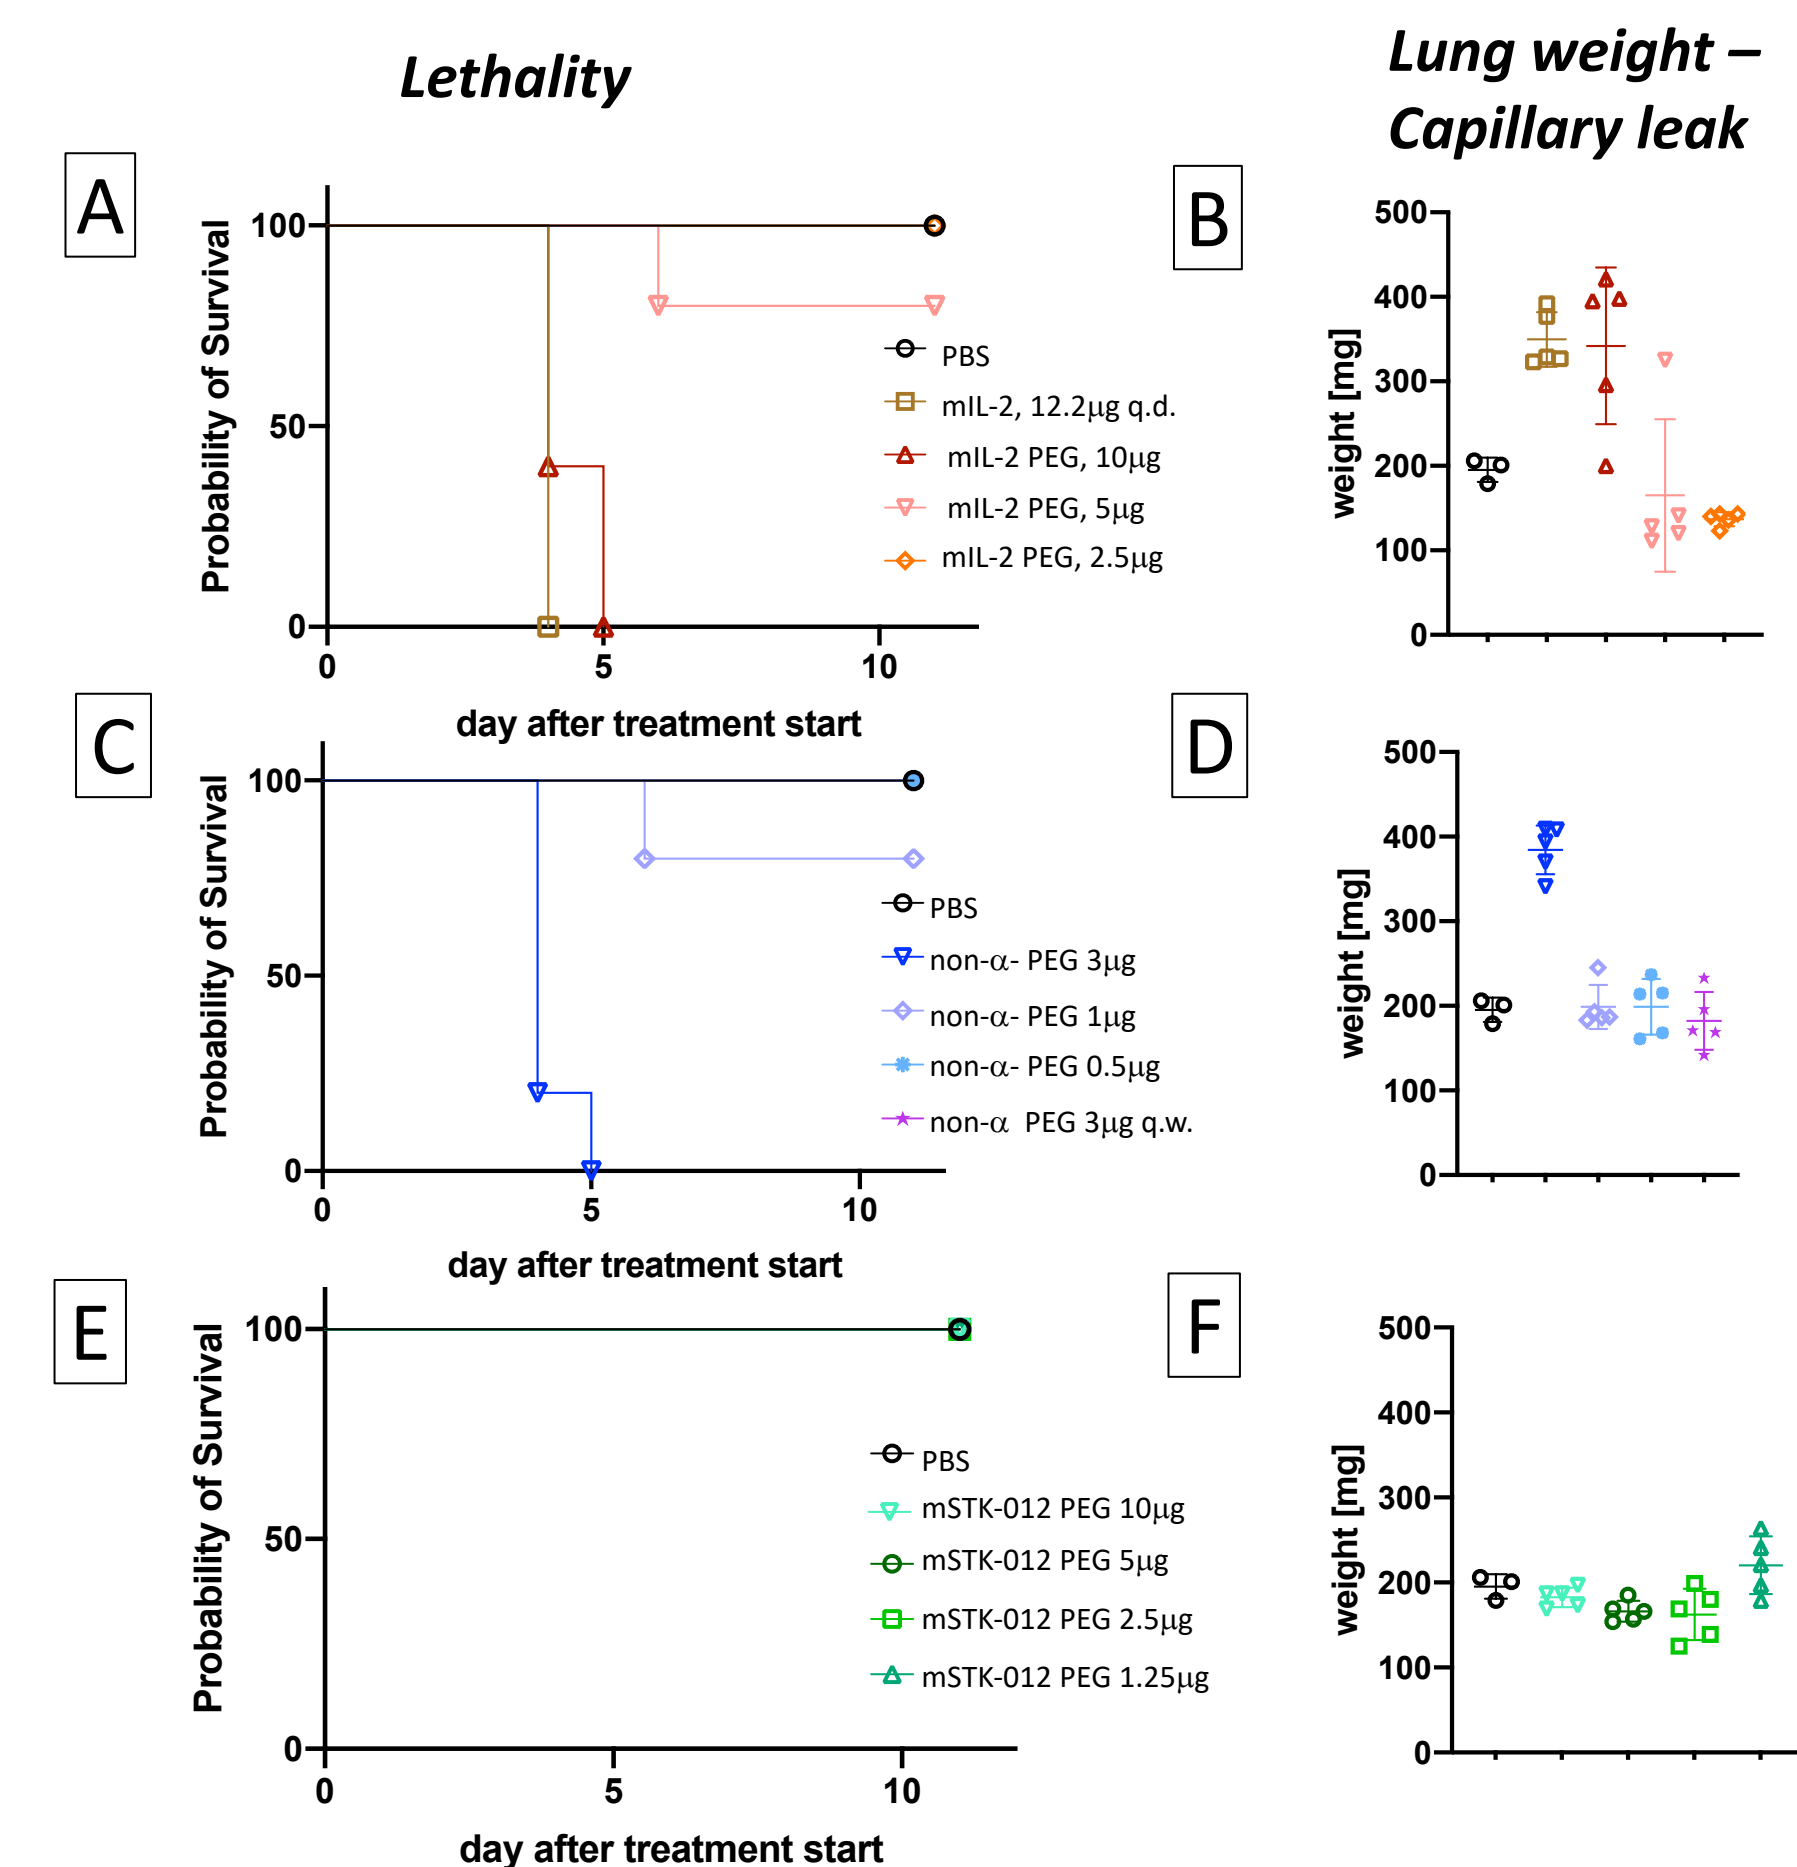 Lethality
Lung weight –
Capillary leak
A
Probability of Survival
100
50
0
0
5
10
day after treatment start
PBS
mIL-2, 12.2μg q.d.
mIL-2 PEG, 10μg
mIL-2 PEG, 5μg
mIL-2 PEG, 2.5μg
B
weight [mg]
500
400
300
200
100
0
C
Probability of Survival
100
50
0
0
5
10
day after treatment start
PBS
non-α- PEG 3μg
non-α- PEG 1μg
non-α- PEG 0.5μg
non-α PEG 3μg q.w.
D
weight [mg]
500
400
300
200
100
0
E
Probability of Survival
100
50
0
0
5
10
day after treatment start
PBS
mSTK-012 PEG 10μg
mSTK-012 PEG 5μg
mSTK-012 PEG 2.5μg
mSTK-012 PEG 1.25μg
F
weight [mg]
500
400
300
200
100
0